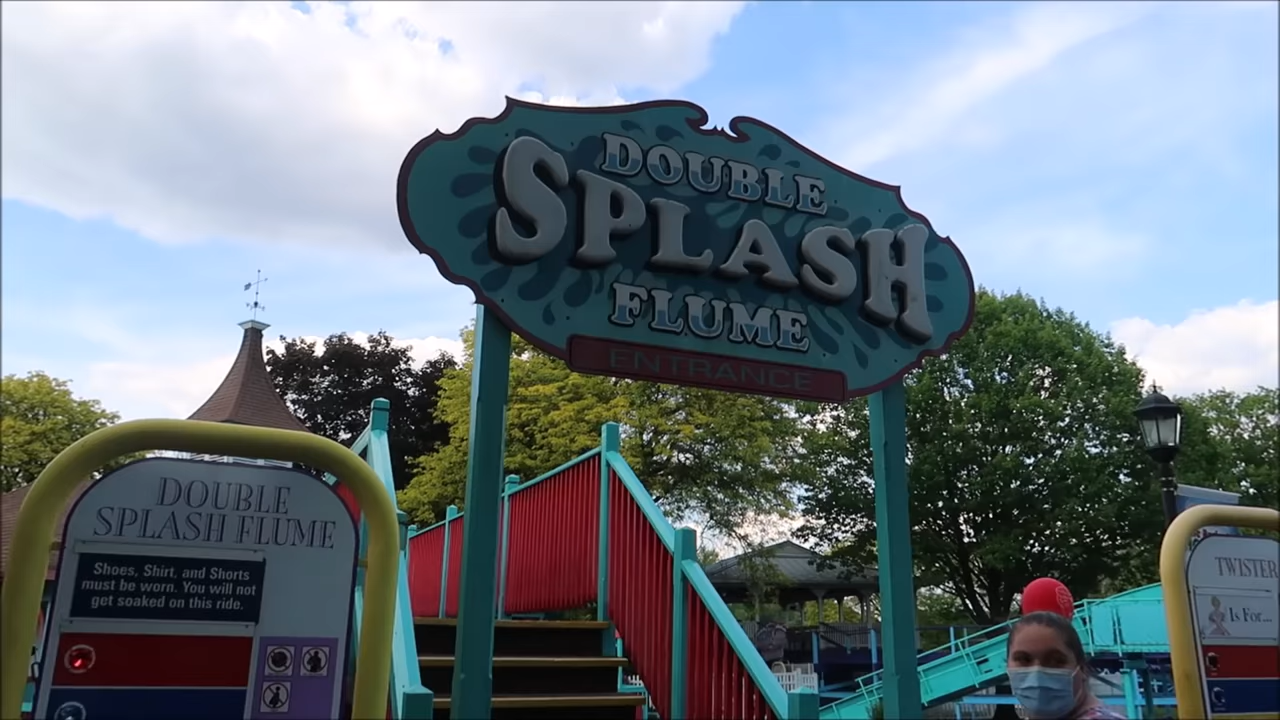 DOUBLE
SPLASH
FLUME
ENTRANCE
DOUBLE
SPLASH FLUME
Shoes, Shirt, and Shorts
must be worn. You will not
get soaked on this ride.
TWISTER
Is For...